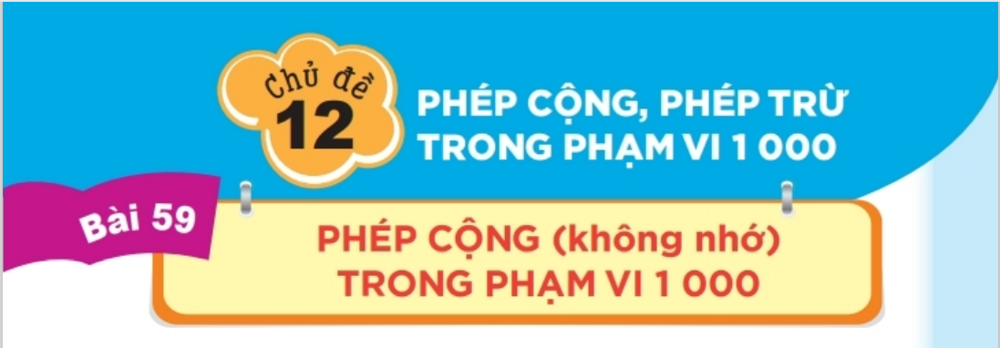 Chủ đề
12
PHÉP CỘNG, PHÉP TRỪ
TRONG PHẠM VI 1 000
Bài 59
PHÉP CỘNG (không nhớ)
TRONG PHẠM VI 1 000